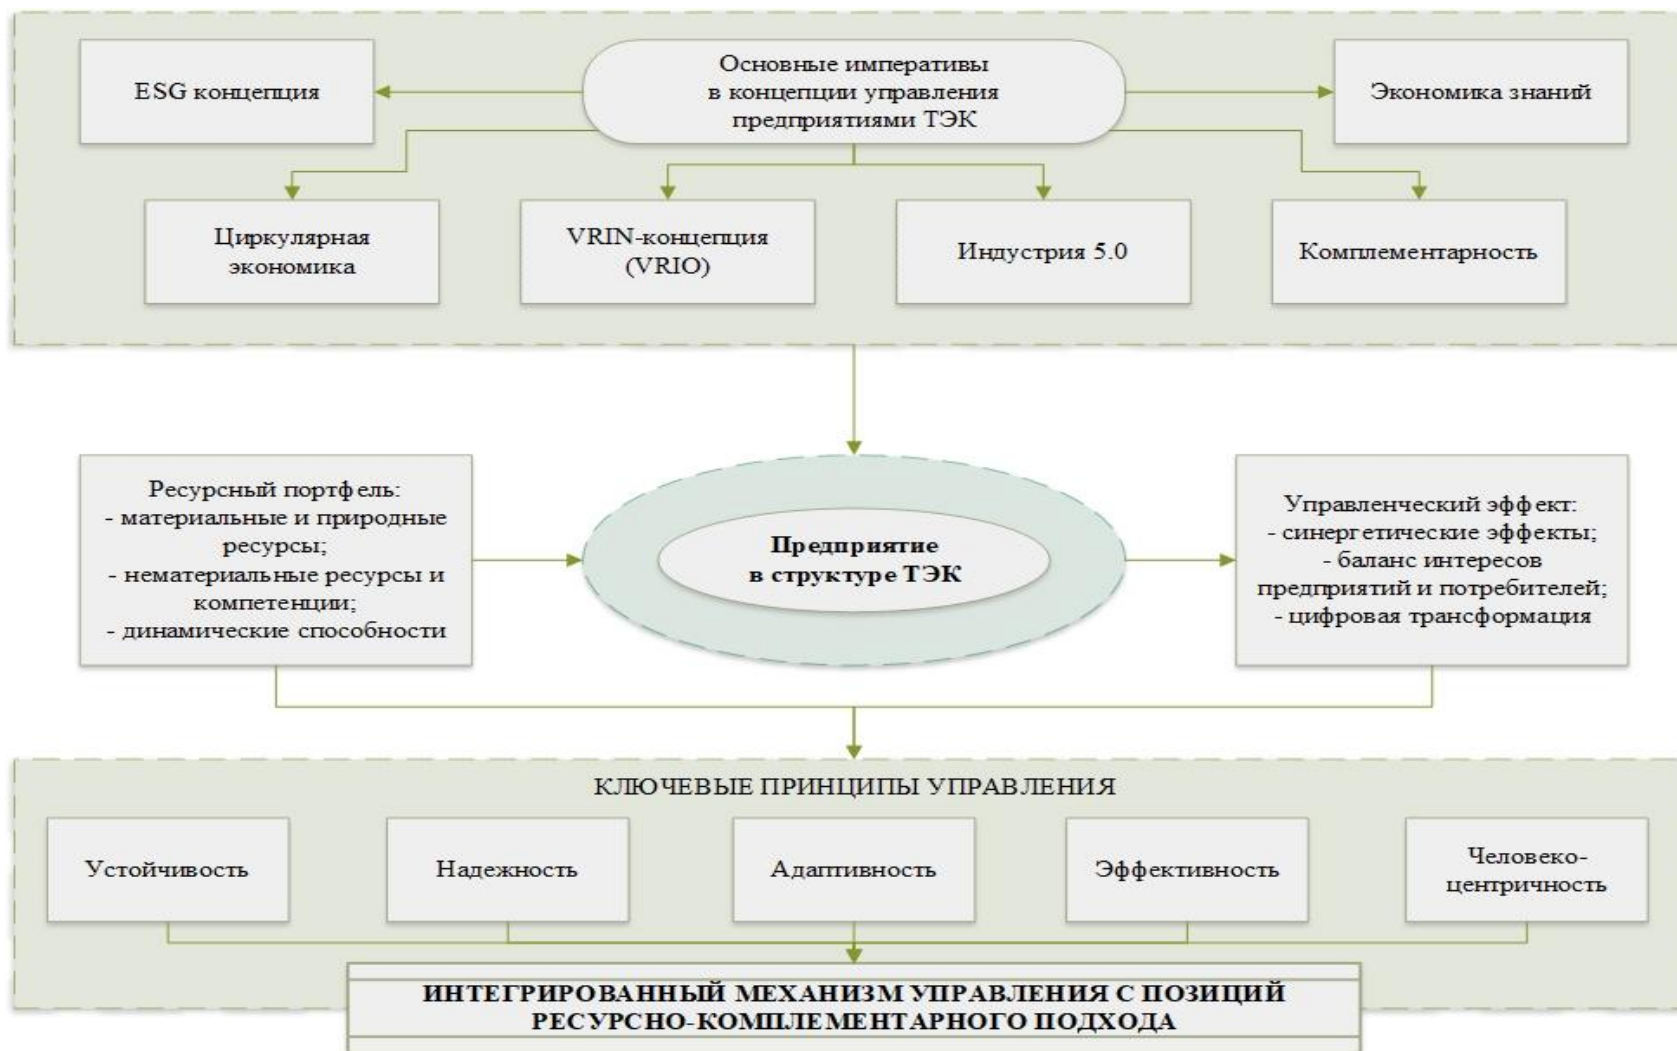 Основные императивы
в концепции управления
предприятиями ТЭК
ESG концепция
Экономика знаний
Циркулярная
экономика
VRIN-концепция
(VRIO)
Индустрия 5.0
Комплементарность
Ресурсный портфель:
- материальные и природные
ресурсы;
- нематериальные ресурсы и
компетенции;
- динамические способности
Предприятие
в структуре ТЭК
Управленческий эффект:
- синергетические эффекты;
- баланс интересов
предприятий и потребителей;
- цифровая трансформация
КЛЮЧЕВЫЕ ПРИНЦИПЫ УПРАВЛЕНИЯ
Устойчивость
Надежность
Адаптивность
Эффективность
Человеко-
центричность
ИНТЕГРИРОВАННЫЙ МЕХАНИЗМ УПРАВЛЕНИЯ С ПОЗИЦИЙ
РЕСУРСНО-КОМПЛЕМЕНТАРНОГО ПОДХОДА